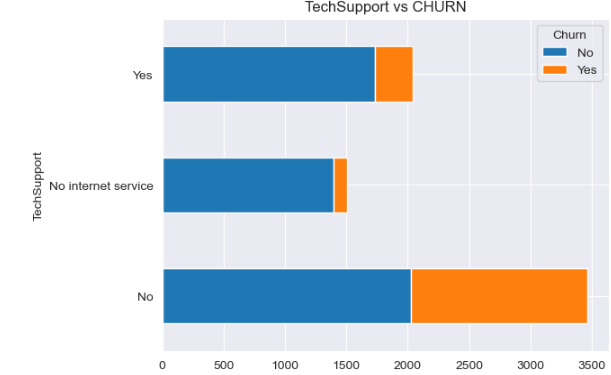 TechSupport vs CHURN
Churn
No
Yes
Yes
No internet service
No
TechSupport
0 500 1000 1500 2000 2500 3000 3500